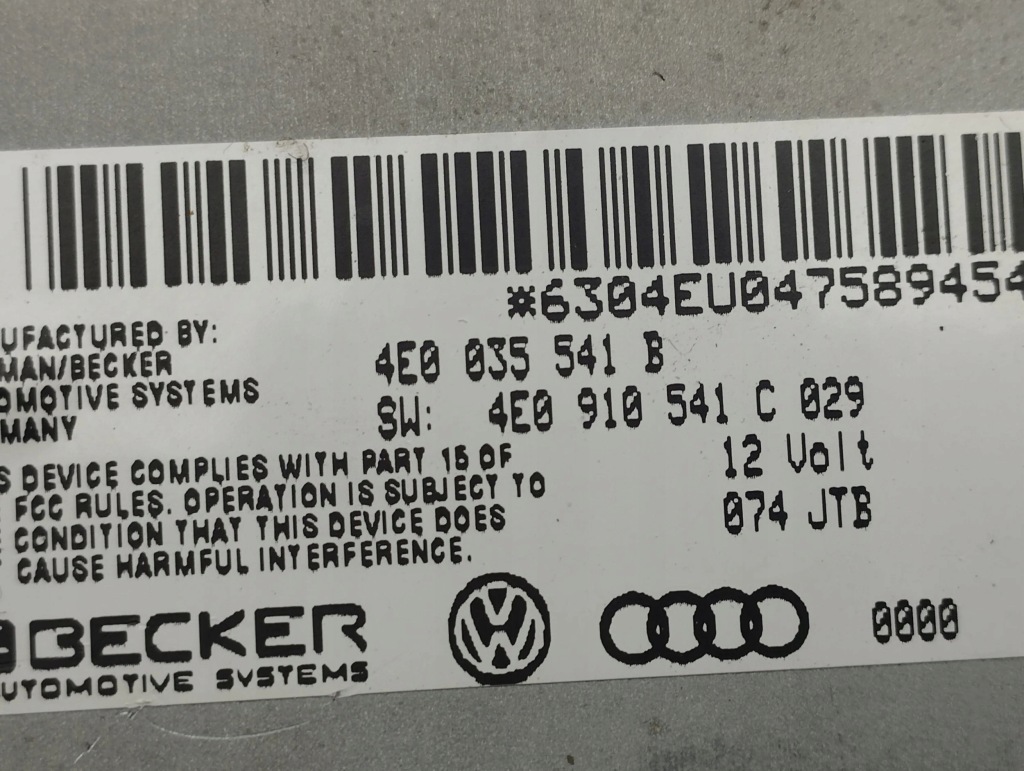 *6304EU047589454
UFACTURED BY:
MAN/BECKER
OMOTIVE SYSTEMS
MANY
4E0 035 541 B
SW: 4E0 910 541 C 029
12 Volt
074 JTB
S DEVICE COMPLIES WITH PART 15 OF
FCC RULES. OPERATION IS SUBJECT TO
CONDITION THAT THIS DEVICE DOES
CAUSE HARMFUL INTERFERENCE.
BECKER
UTOMOTIVE SYSTEMS
0000